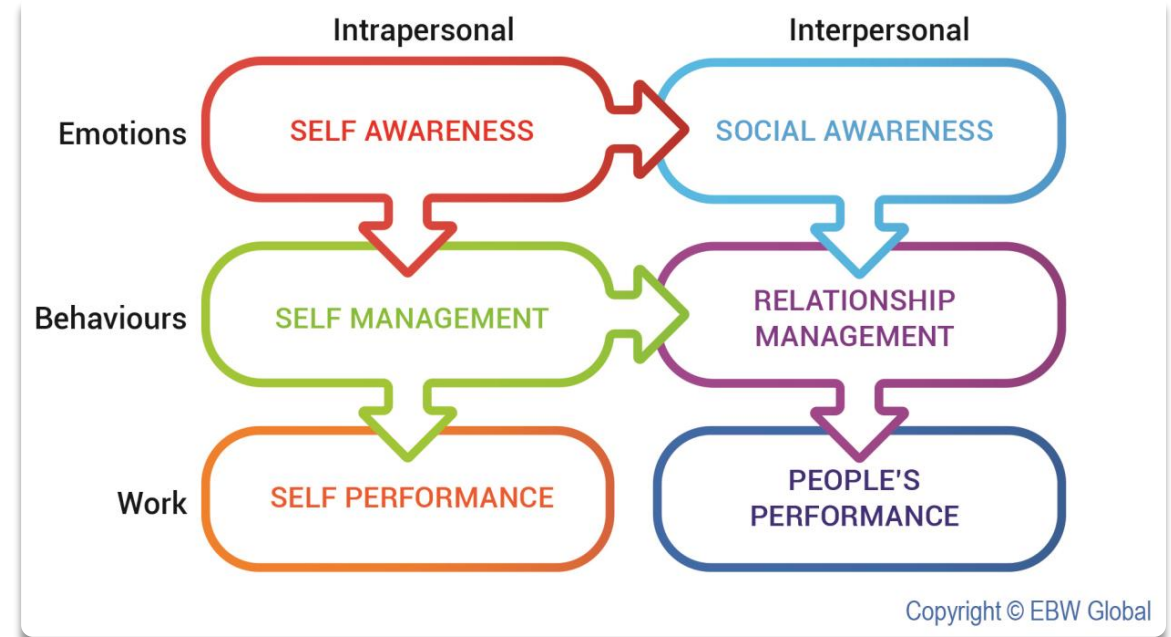 Intrapersonal
Interpersonal
Emotions
SELF AWARENESS
SOCIAL AWARENESS
Behaviours
SELF MANAGEMENT
RELATIONSHIP
MANAGEMENT
Work
SELF PERFORMANCE
PEOPLE'S
PERFORMANCE
Copyright © EBW Global